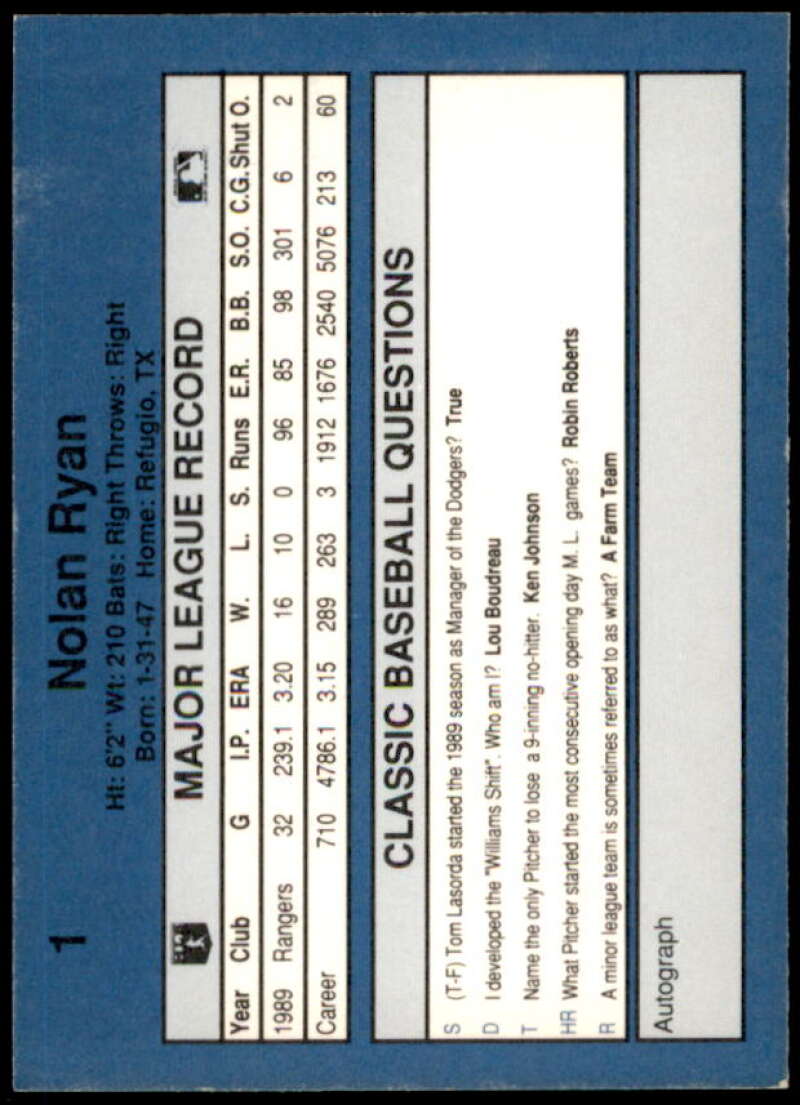 1 Nolan Ryan
Ht: 6'2" Wt: 210 Bats: Right Throws: Right
Born: 1-31-47 Home: Refugio, TX
MAJOR LEAGUE RECORD
Year Club G I.P. ERA W. L. S. Runs E.R. B.B. S.O. C.G. Shut O.
1989 Rangers 32 239.1 3.20 16 10 0 96 85 98 301 6 2
Career 710 4786.1 3.15 289 263 3 1912 1676 2540 5076 213 60
CLASSIC BASEBALL QUESTIONS
S (T-F) Tom Lasorda started the 1989 season as Manager of the Dodgers? True
D I developed the "Williams Shift". Who am I? Lou Boudreau
T Name the only Pitcher to lose a 9-inning no-hitter. Ken Johnson
HR What Pitcher started the most consecutive opening day M. L. games? Robin Roberts
R A minor league team is sometimes referred to as what? A Farm Team
Autograph